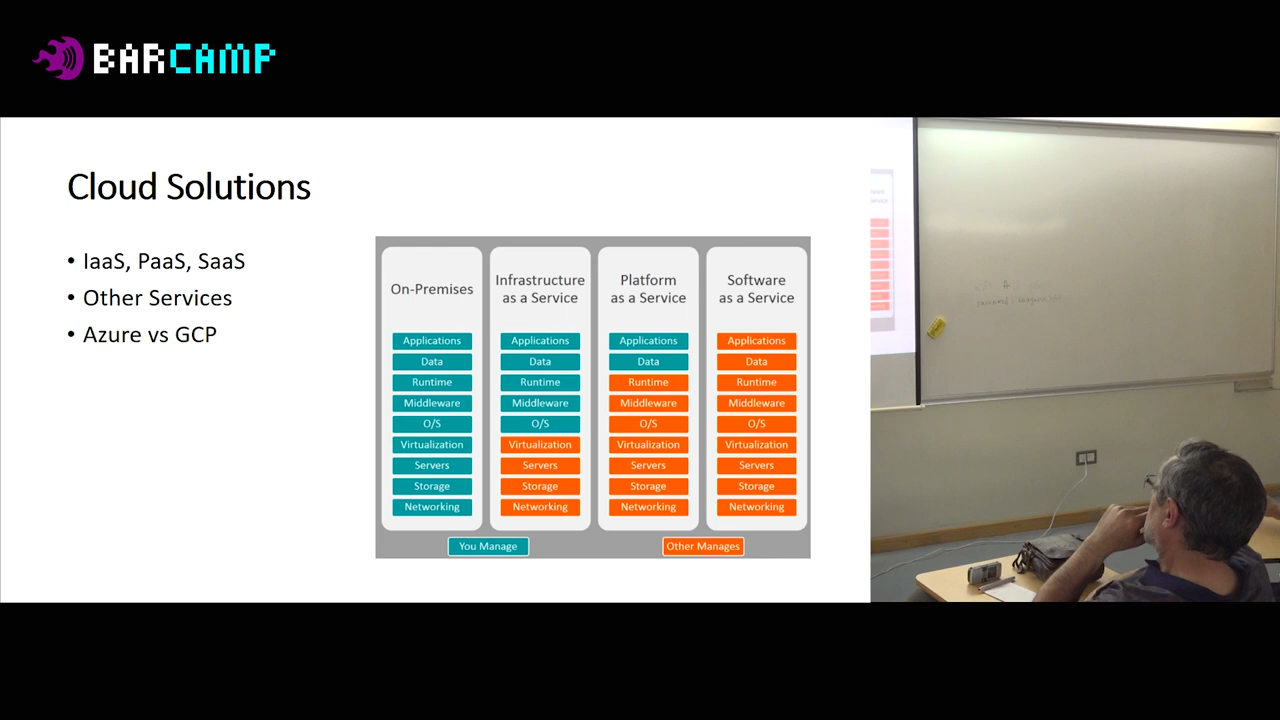 BARCAMP
Cloud Solutions
• IaaS, PaaS, SaaS
• Other Services
• Azure vs GCP
On-Premises
Applications
Data
Runtime
Middleware
O/S
Virtualization
Servers
Storage
Networking
Infrastructure
as a Service
Applications
Data
Runtime
Middleware
O/S
Virtualization
Servers
Storage
Networking
Platform
as a Service
Applications
Data
Runtime
Middleware
O/S
Virtualization
Servers
Storage
Networking
Software
as a Service
Applications
Data
Runtime
Middleware
O/S
Virtualization
Servers
Storage
Networking
You Manage
Other Manages